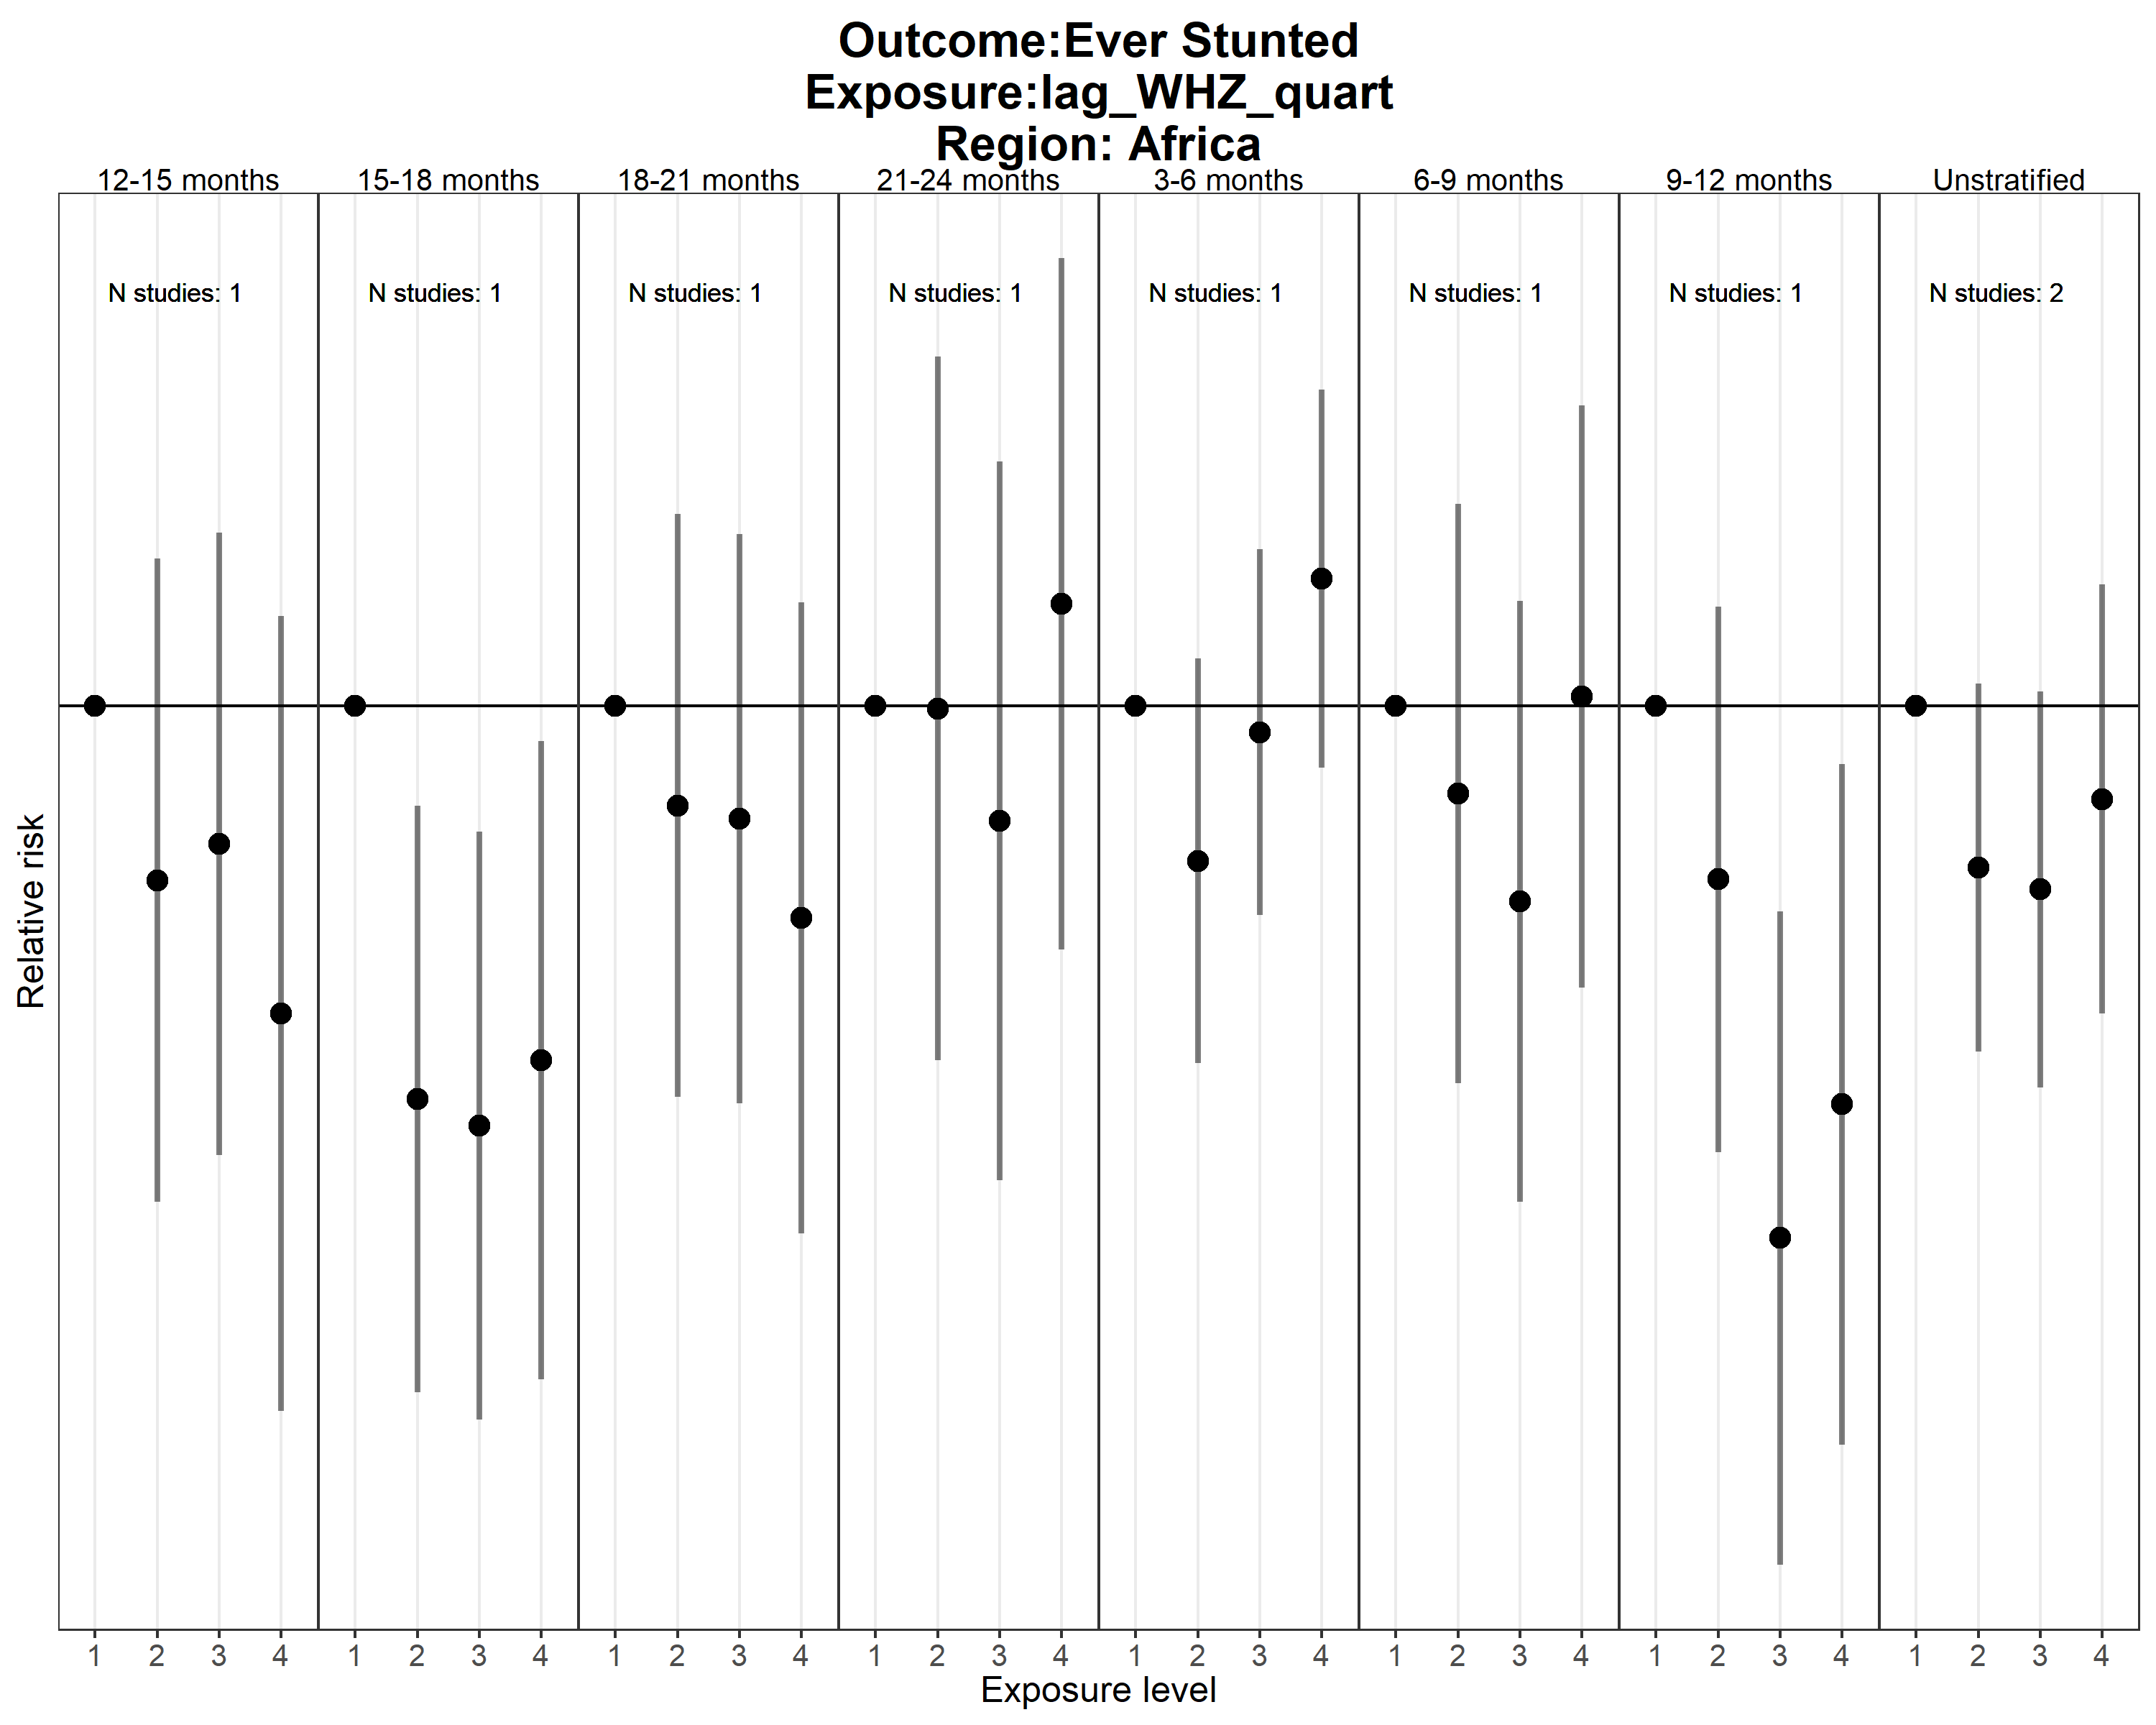 Outcome:Ever Stunted
Exposure:lag_WHZ_quart
Region: Africa
12-15 months 15-18 months 18-21 months 21-24 months 3-6 months 6-9 months 9-12 months Unstratified
N studies: 1 N studies: 1 N studies: 1 N studies: 1 N studies: 1 N studies: 1 N studies: 1 N studies: 2
Relative risk
1 2 3 4 1 2 3 4 1 2 3 4 1 2 3 4 1 2 3 4 1 2 3 4 1 2 3 4 1 2 3 4
Exposure level